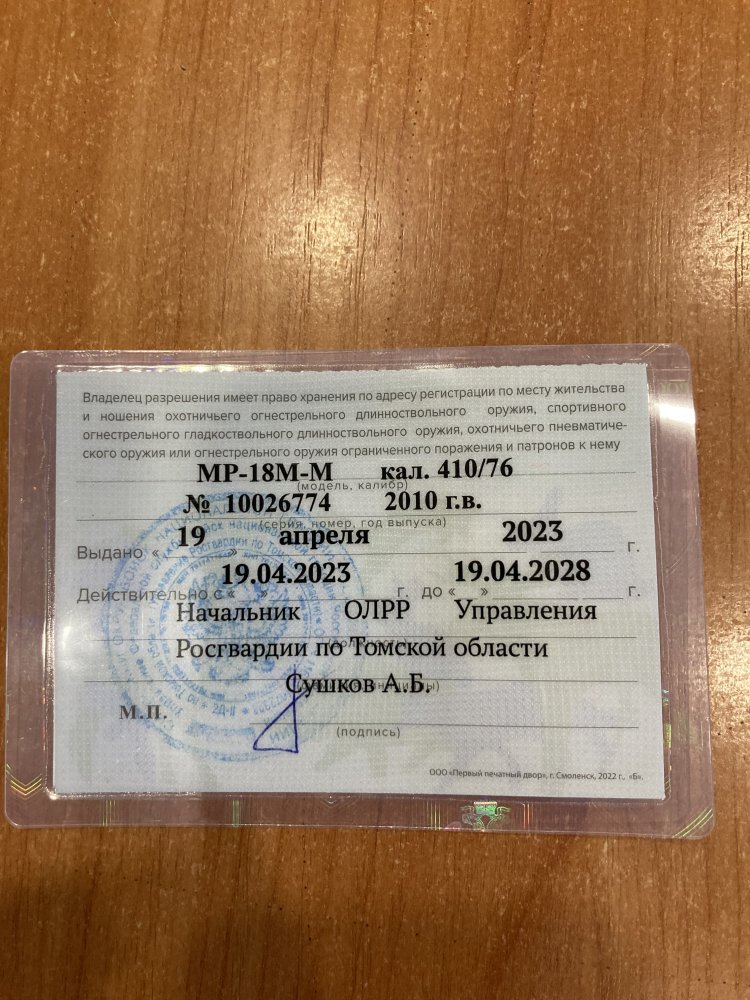 Владелец разрешения имеет право хранения по адресу регистрации по месту жительства
и ношения охотничьего огнестрельного длинноствольного оружия, спортивного
огнестрельного гладкоствольного длинноствольного оружия, охотничьего пневматиче-
ского оружия или огнестрельного оружия ограниченного поражения и патронов к нему
МР-18М-М кал. 410/76
(модель, калибр)
№ 10026774 2010 г.в.
(серия, номер, год выпуска)
Выдано « 19 » апреля 2023 г.
Действительно с « 19.04.2023 » г. до « 19.04.2028 » г.
Начальник ОЛРР Управления
Росгвардии по Томской области
Сушков А.Б.
М.П.
(подпись)
ООО «Первый печатный двор», г. Смоленск, 2022 г., «Б».